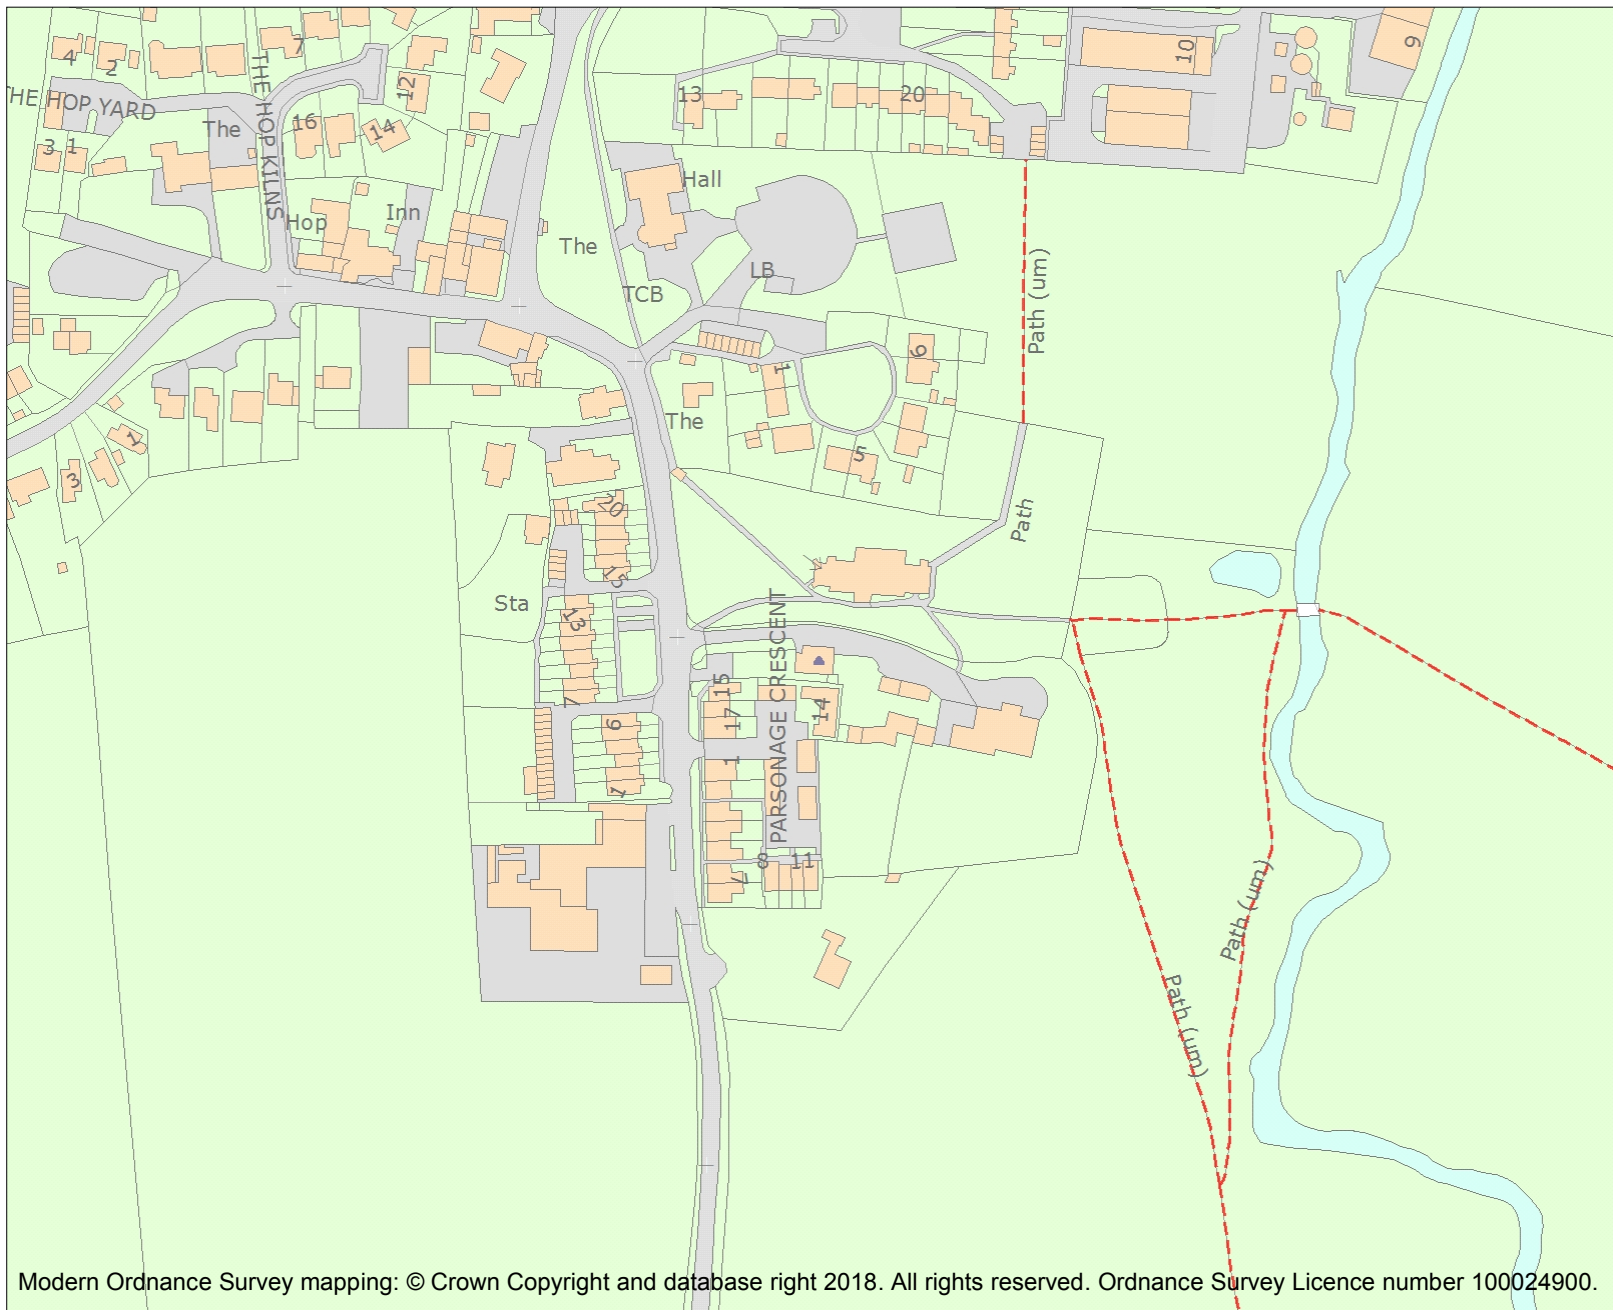 4
2
7
12
10
9
THE HOP YARD
THE HOP KILNS
The
16
14
13
20
3
1
Hop
Inn
Hall
The
LB
TCB
Path (um)
1
9
The
5
1
3
20
15
Path
Sta
13
4
6
1
PARSONAGE CRESCENT
15
17
14
1
8
11
7
Path (um)
Path (um)
Modern Ordnance Survey mapping: © Crown Copyright and database right 2018. All rights reserved. Ordnance Survey Licence number 100024900.